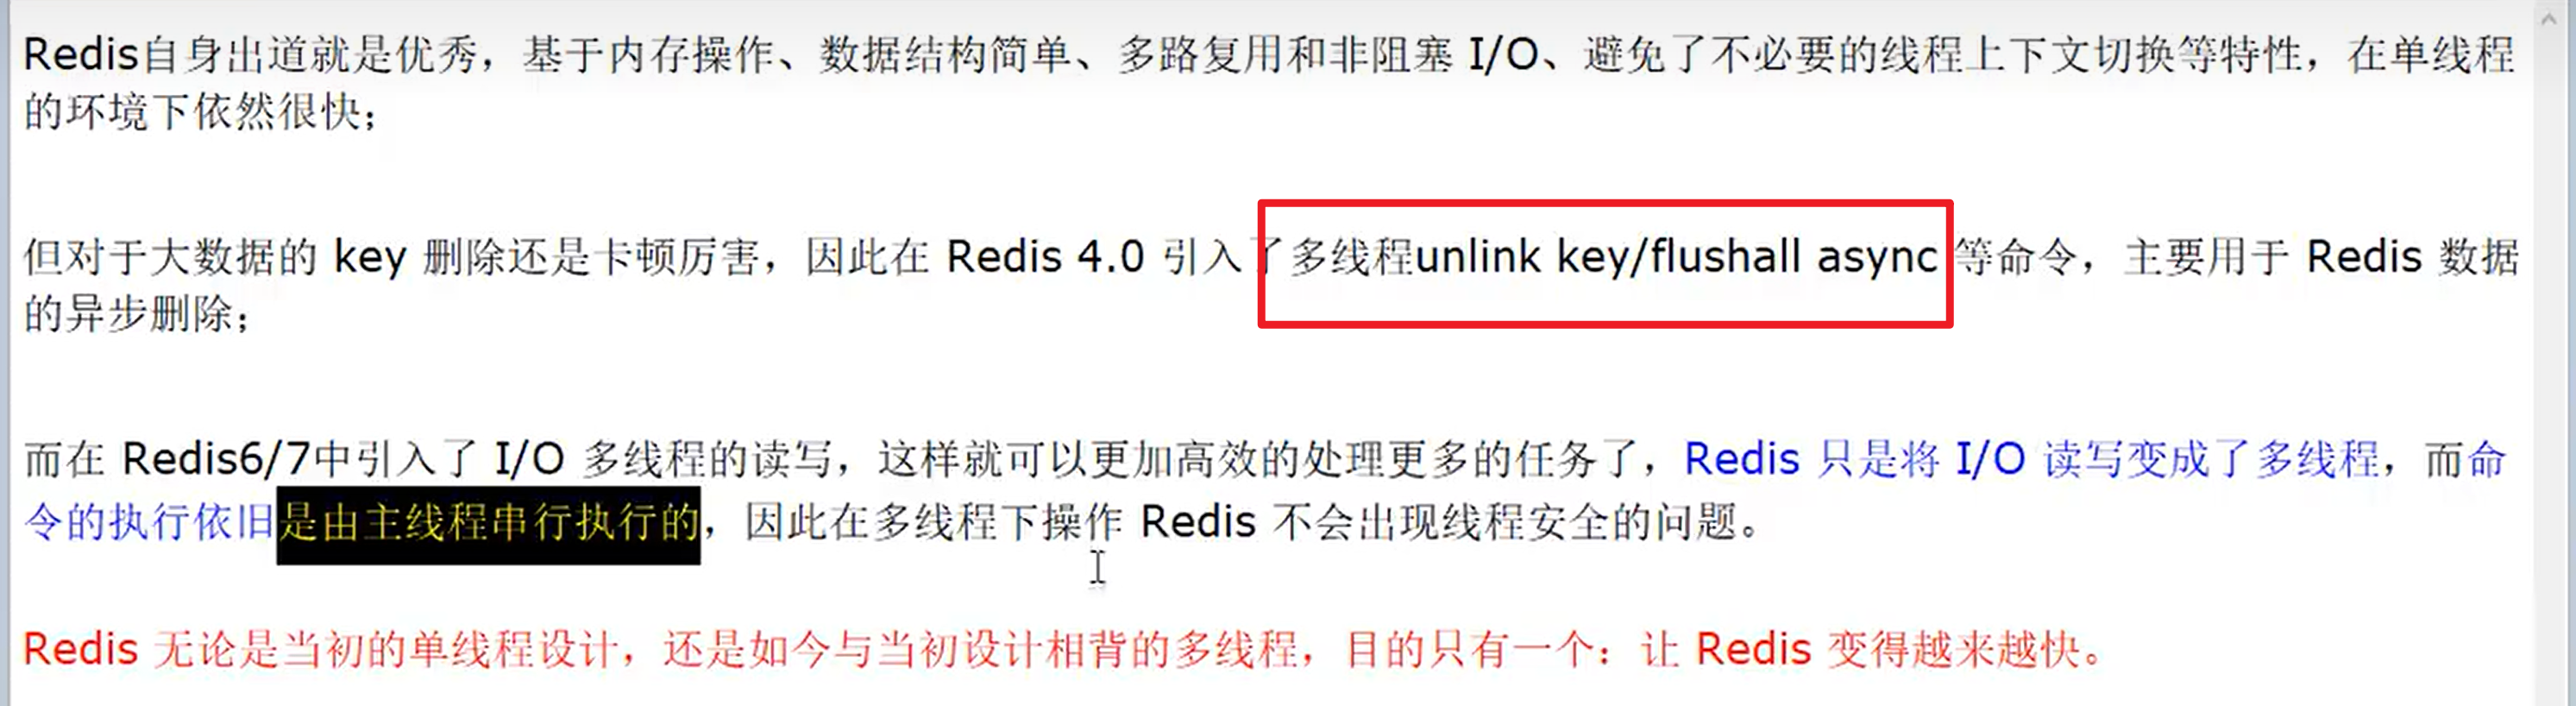 Redis自身出道就是优秀，基于内存操作、数据结构简单、多路复用和非阻塞 I/O、避免了不必要的线程上下文切换等特性，在单线程
的环境下依然很快；
但对于大数据的 key 删除还是卡顿厉害，因此在 Redis 4.0 引入了多线程unlink key/flushall async 等命令，主要用于 Redis 数据
的异步删除；
而在 Redis6/7中引入了 I/O 多线程的读写，这样就可以更加高效的处理更多的任务了，Redis 只是将 I/O 读写变成了多线程，而命
令的执行依旧是由主线程串行执行的，因此在多线程下操作 Redis 不会出现线程安全的问题。
Redis 无论是当初的单线程设计，还是如今与当初设计相背的多线程，目的只有一个：让 Redis 变得越来越快。